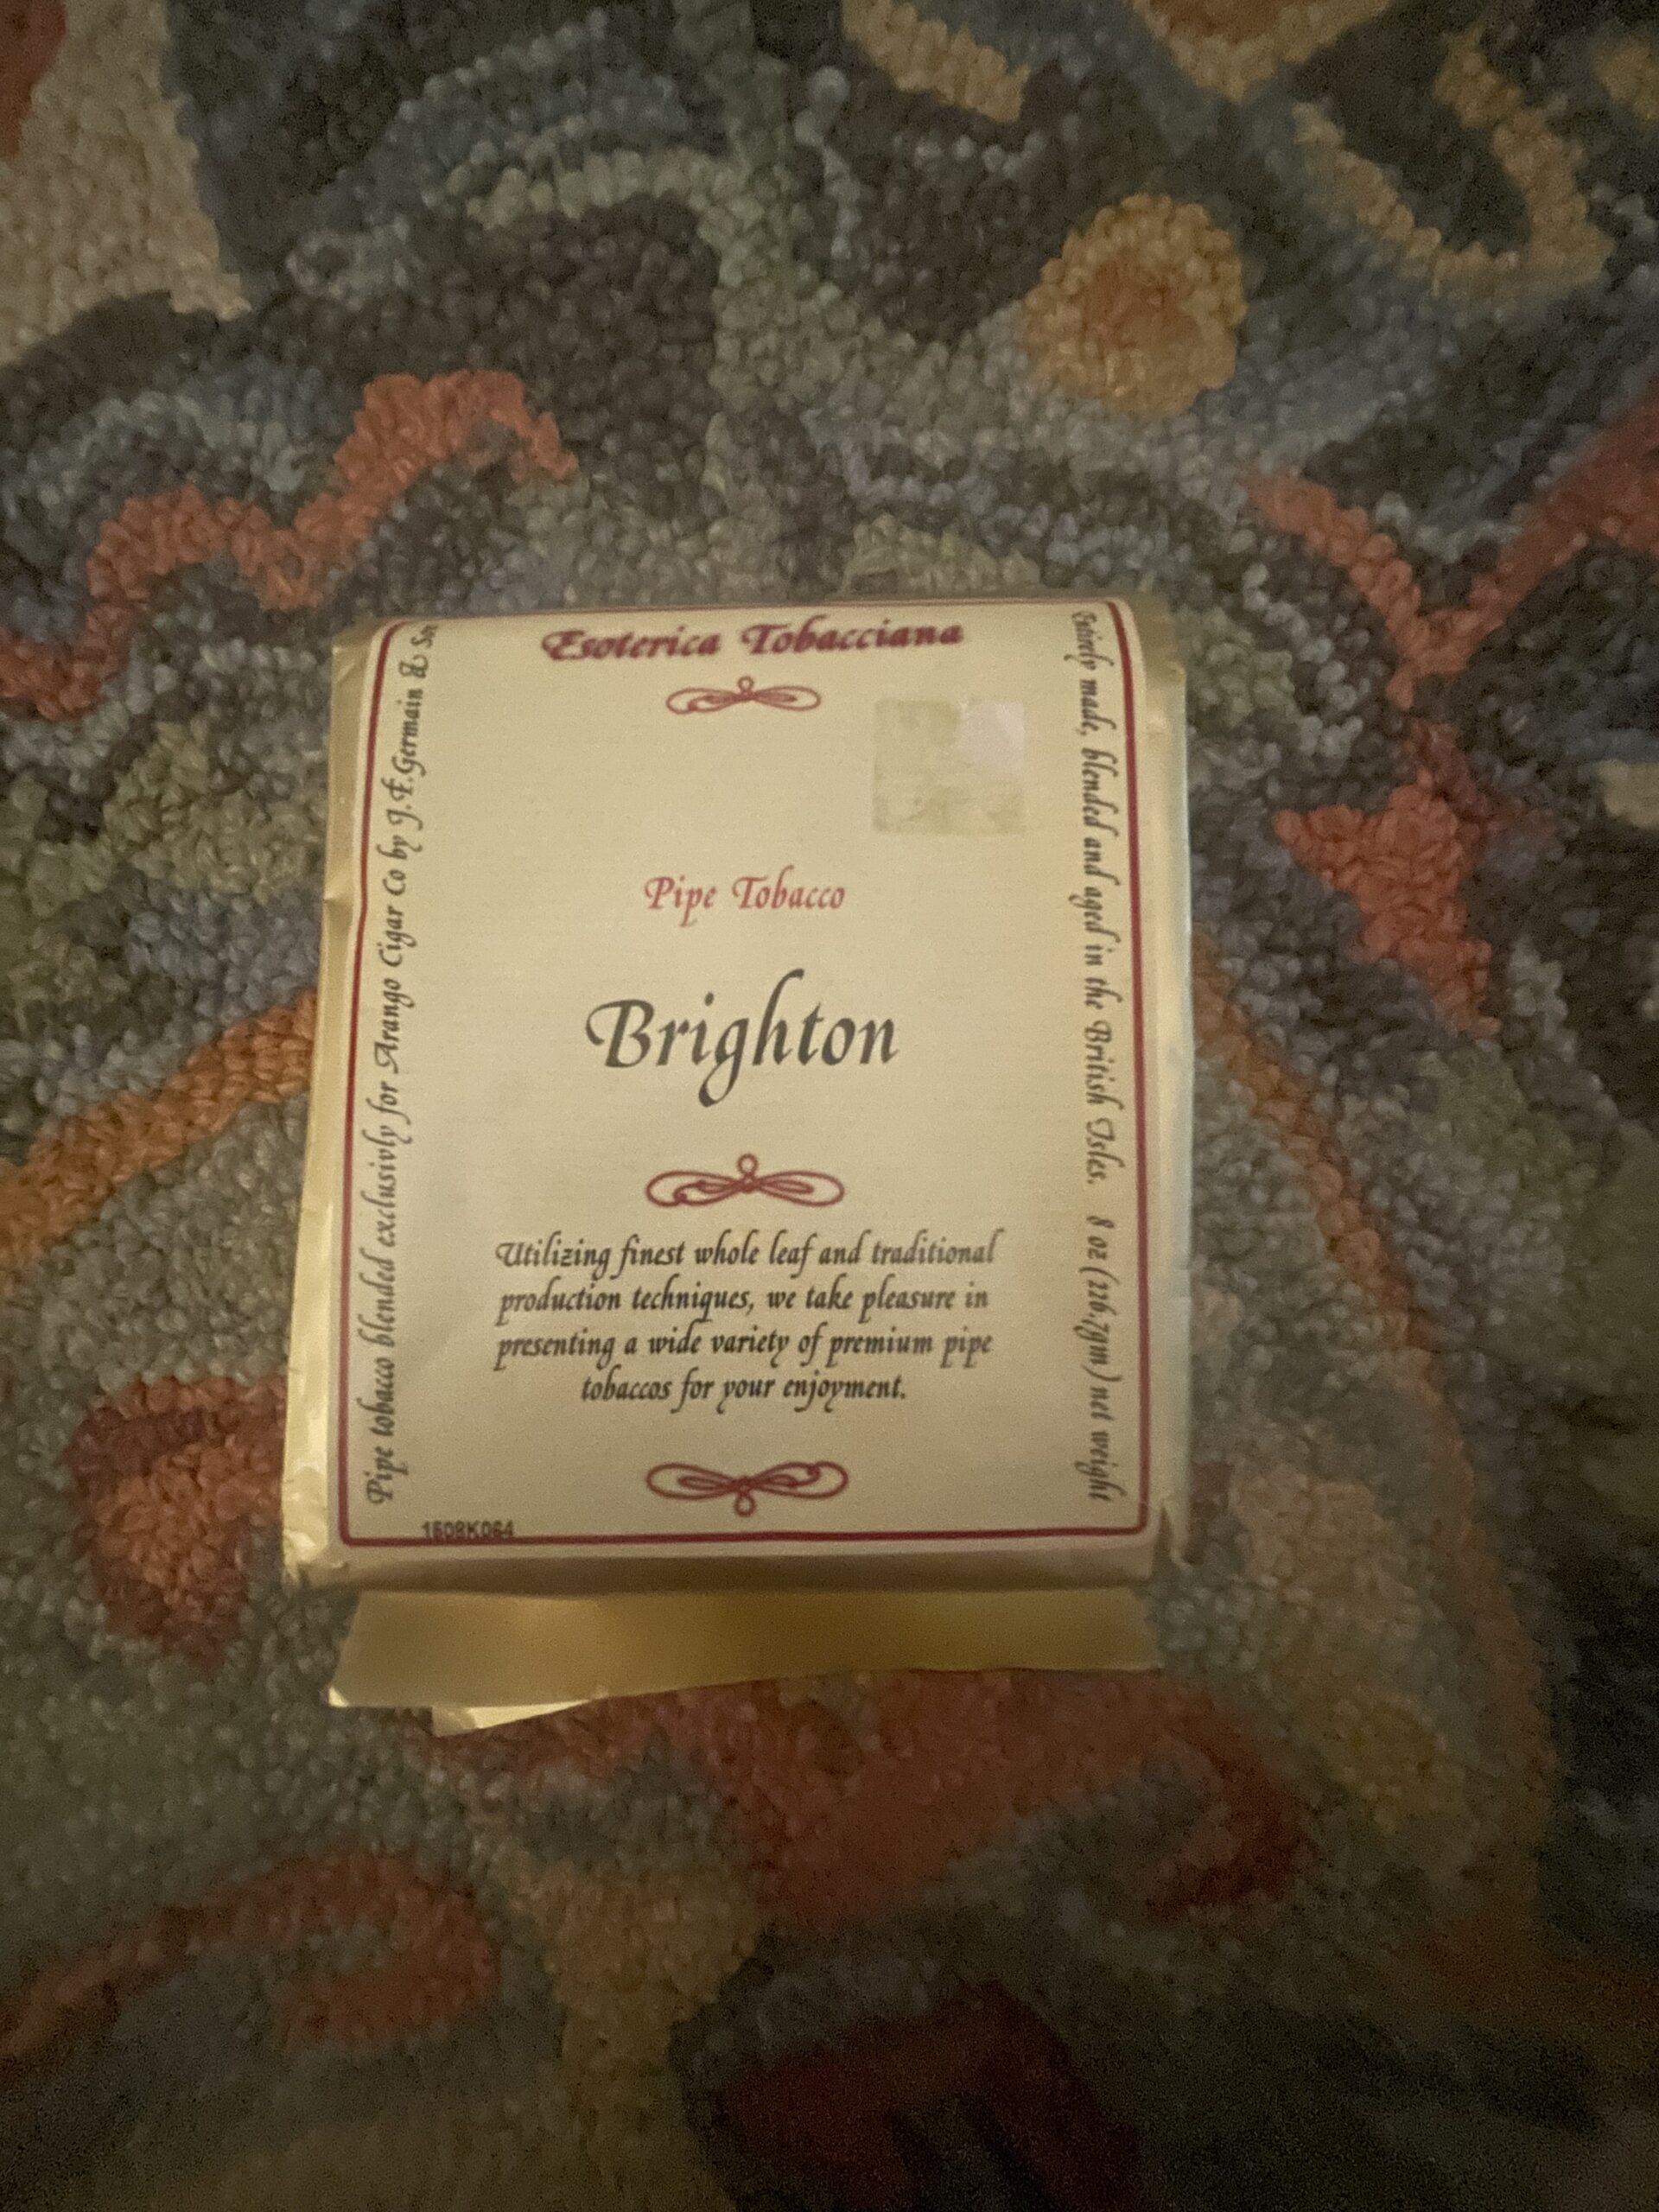 Esoterica Tobacciana
Pipe Tobacco
Brighton
Utilizing finest whole leaf and traditional
production techniques, we take pleasure in
presenting a wide variety of premium pipe
tobaccos for your enjoyment.
Pipe tobacco blended exclusivly for Arango Cigar Co by J.F.Germain & Son
Entirely made, blended and aged in the British Isles. 8 oz (226,7gm) net weight